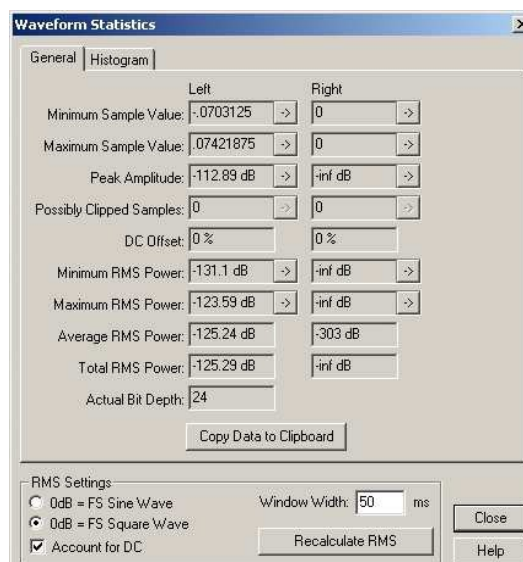 Waveform Statistics
General Histogram
Left Right
Minimum Sample Value: -.0703125 -> 0 ->
Maximum Sample Value: .07421875 -> 0 ->
Peak Amplitude: -112.89 dB -> -inf dB ->
Possibly Clipped Samples: 0 -> 0 ->
DC Offset: 0 % 0 %
Minimum RMS Power: -131.1 dB -> -inf dB ->
Maximum RMS Power: -123.59 dB -> -inf dB ->
Average RMS Power: -125.24 dB -303 dB
Total RMS Power: -125.29 dB -inf dB
Actual Bit Depth: 24
Copy Data to Clipboard
RMS Settings
0dB = FS Sine Wave
0dB = FS Square Wave
Account for DC
Window Width: 50 ms
Recalculate RMS
Close
Help